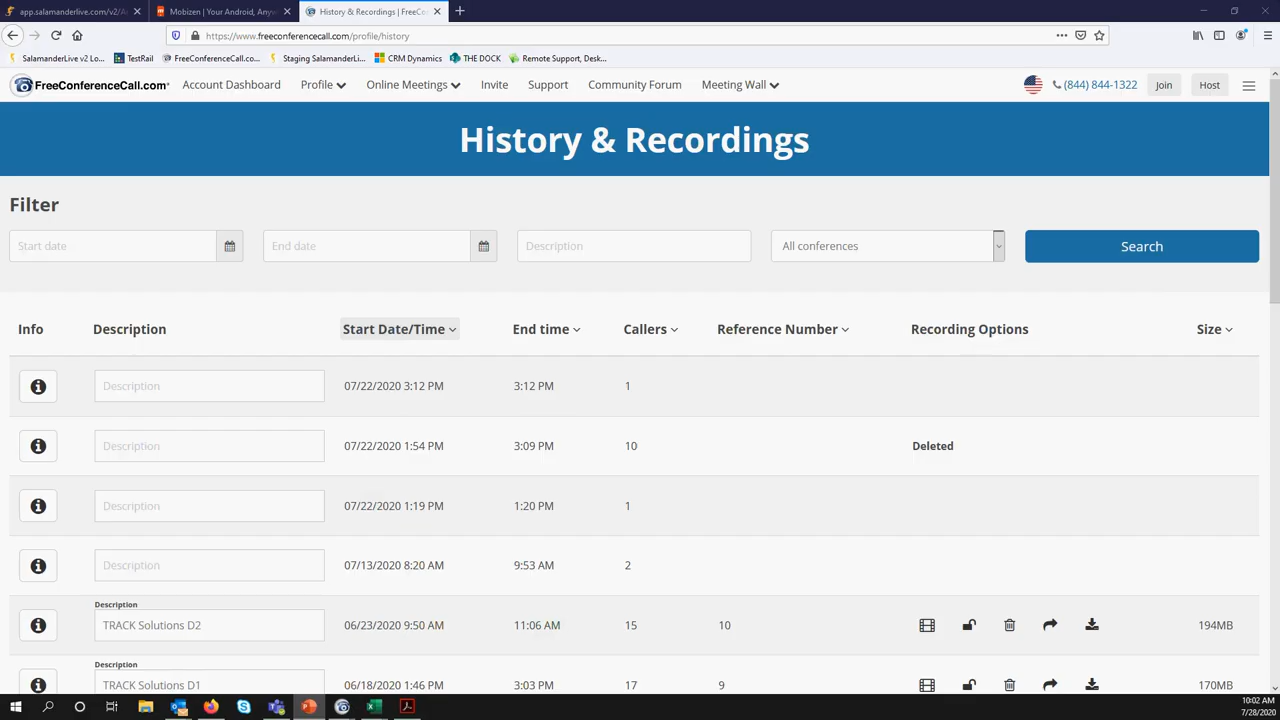 app.salamanderlive.com/v2/A
Mobizen | Your Android, Anyw
History & Recordings | FreeCo
https://www.freeconferencecall.com/profile/history
SalamanderLive v2 Lo...
TestRail
FreeConferenceCall.co...
Staging SalamanderLi...
CRM Dynamics
THE DOCK
Remote Support, Desk...
FreeConferenceCall.com
Account Dashboard
Profile
Online Meetings
Invite
Support
Community Forum
Meeting Wall
(844) 844-1322
Join
Host
History & Recordings
Filter
Start date
End date
Description
All conferences
Search
Info
Description
Start Date/Time
End time
Callers
Reference Number
Recording Options
Size
Description
07/22/2020 3:12 PM
3:12 PM
1
Description
07/22/2020 1:54 PM
3:09 PM
10
Deleted
Description
07/22/2020 1:19 PM
1:20 PM
1
Description
07/13/2020 8:20 AM
9:53 AM
2
Description
TRACK Solutions D2
06/23/2020 9:50 AM
11:06 AM
15
10
194MB
Description
TRACK Solutions D1
06/18/2020 1:46 PM
3:03 PM
17
9
170MB
10:02 AM
7/28/2020